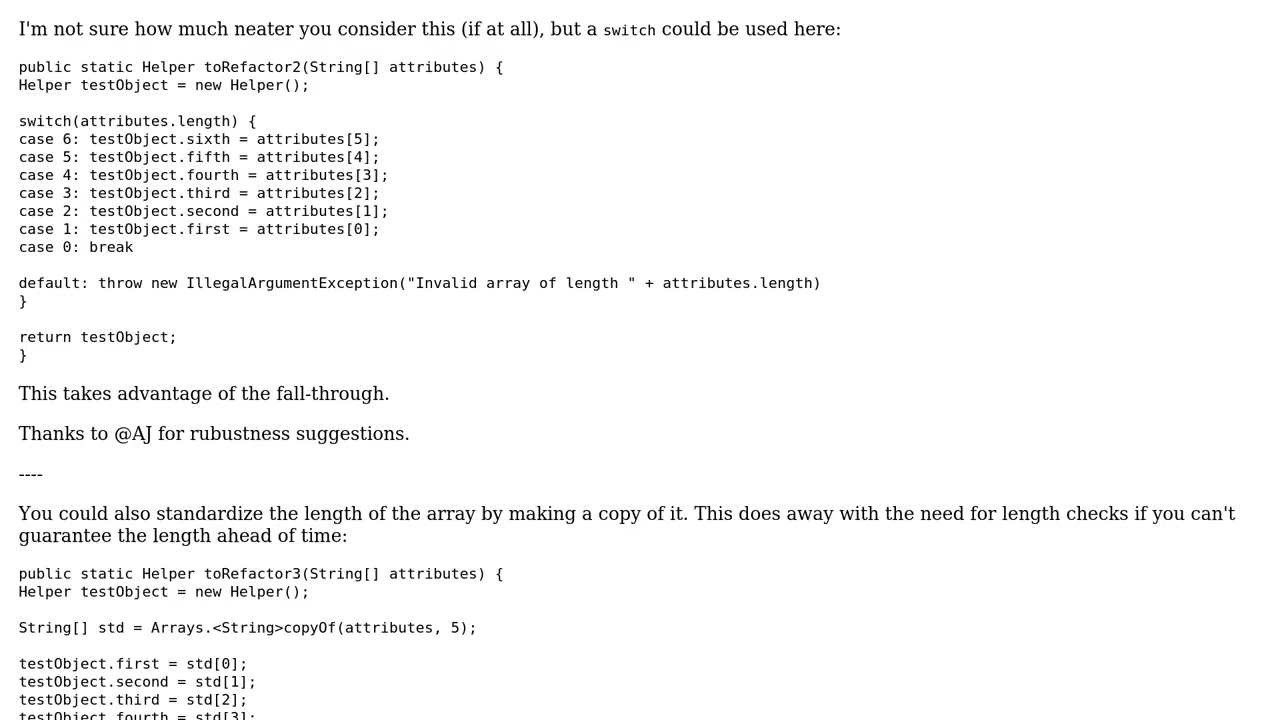 I'm not sure how much neater you consider this (if at all), but a switch could be used here:
public static Helper toRefactor2(String[] attributes) {
Helper testObject = new Helper();
switch(attributes.length) {
case 6: testObject.sixth = attributes[5];
case 5: testObject.fifth = attributes[4];
case 4: testObject.fourth = attributes[3];
case 3: testObject.third = attributes[2];
case 2: testObject.second = attributes[1];
case 1: testObject.first = attributes[0];
case 0: break
default: throw new IllegalArgumentException("Invalid array of length " + attributes.length)
}
return testObject;
}
This takes advantage of the fall-through.
Thanks to @AJ for rubustness suggestions.
----
You could also standardize the length of the array by making a copy of it. This does away with the need for length checks if you can't
guarantee the length ahead of time:
public static Helper toRefactor3(String[] attributes) {
Helper testObject = new Helper();
String[] std = Arrays.<String>copyOf(attributes, 5);
testObject.first = std[0];
testObject.second = std[1];
testObject.third = std[2];
testObject.fourth = std[3];